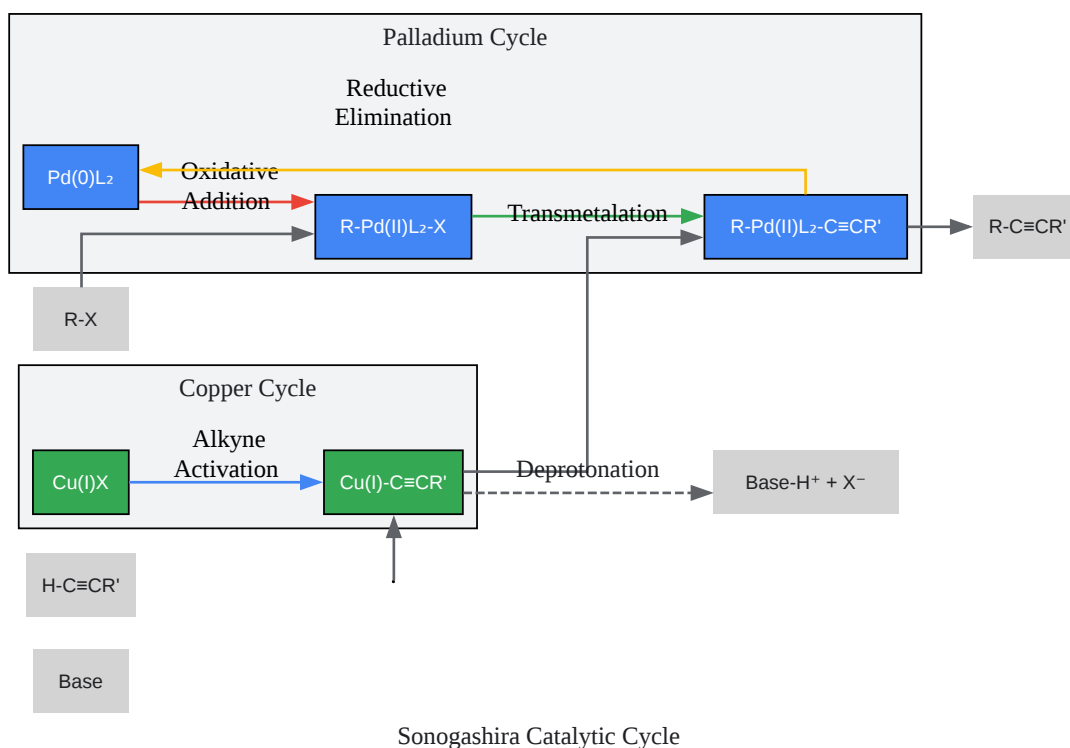 Palladium Cycle
Reductive
Elimination
Pd(0)L₂
Oxidative
Addition
R-Pd(II)L₂-X
Transmetalation
R-Pd(II)L₂-C≡CR'
R-C≡CR'
R-X
Copper Cycle
Alkyne
Activation
Cu(I)X
Cu(I)-C≡CR'
Deprotonation
Base-H⁺ + X⁻
H-C≡CR'
Base
Sonogashira Catalytic Cycle